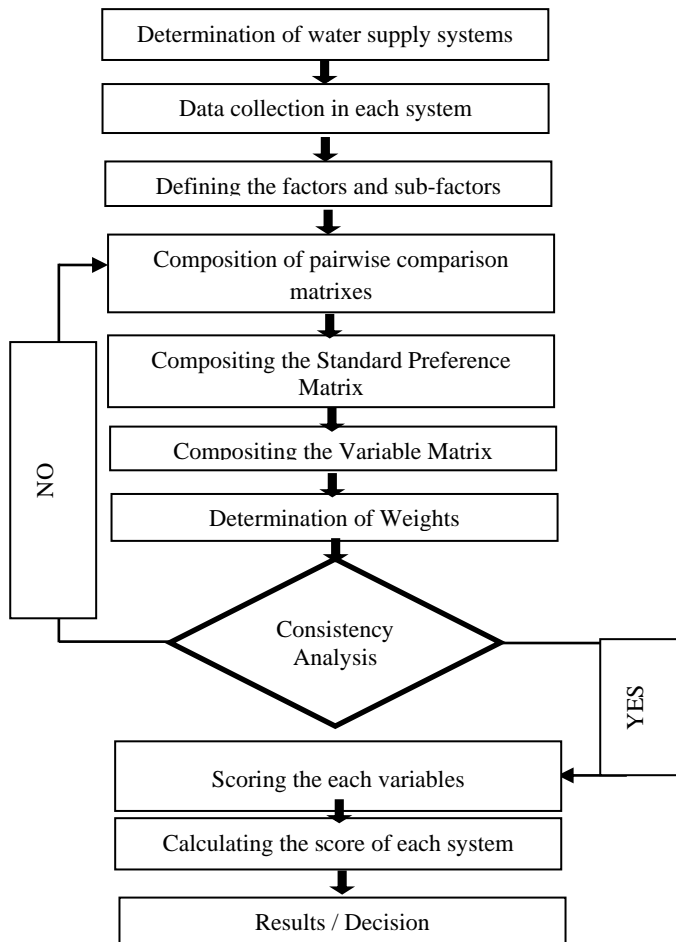 Determination of water supply systems
Data collection in each system
Defining the factors and sub-factors
Composition of pairwise comparison
matrixes
Compositing the Standard Preference
Matrix
Compositing the Variable Matrix
NO
Determination of Weights
Consistency
Analysis
YES
Scoring the each variables
Calculating the score of each system
Results / Decision